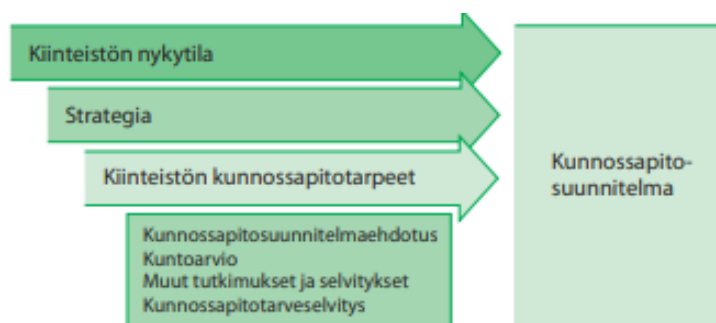 Kiinteistön nykytila
Strategia
Kiinteistön kunnossapitotarpeet
Kunnossapitosuunnitelmaehdotus
Kuntoarvio
Muut tutkimukset ja selvitykset
Kunnossapitotarveselvitys
Kunnossapito-
suunnitelma